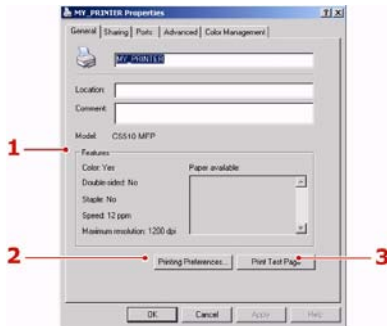 MY_PRINTER Properties
General Sharing Ports Advanced Color Management
MY_PRINTER
Location:
Comment:
Model: C5510 MFP
1
Features
Color: Yes Paper available:
Double-sided: No
Staple: No
Speed: 12 ppm
Maximum resolution: 1200 dpi
2 Printing Preferences... Print Test Page 3
OK Cancel Apply Help